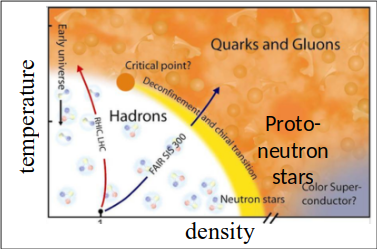 temperature
Early universe
Quarks and Gluons
Critical point?
Deconfinement and chiral transition
Hadrons
RHIC, LHC
FAIR SIS 300
Proto-
neutron
stars
Neutron stars
Color Super-
conductor?
density